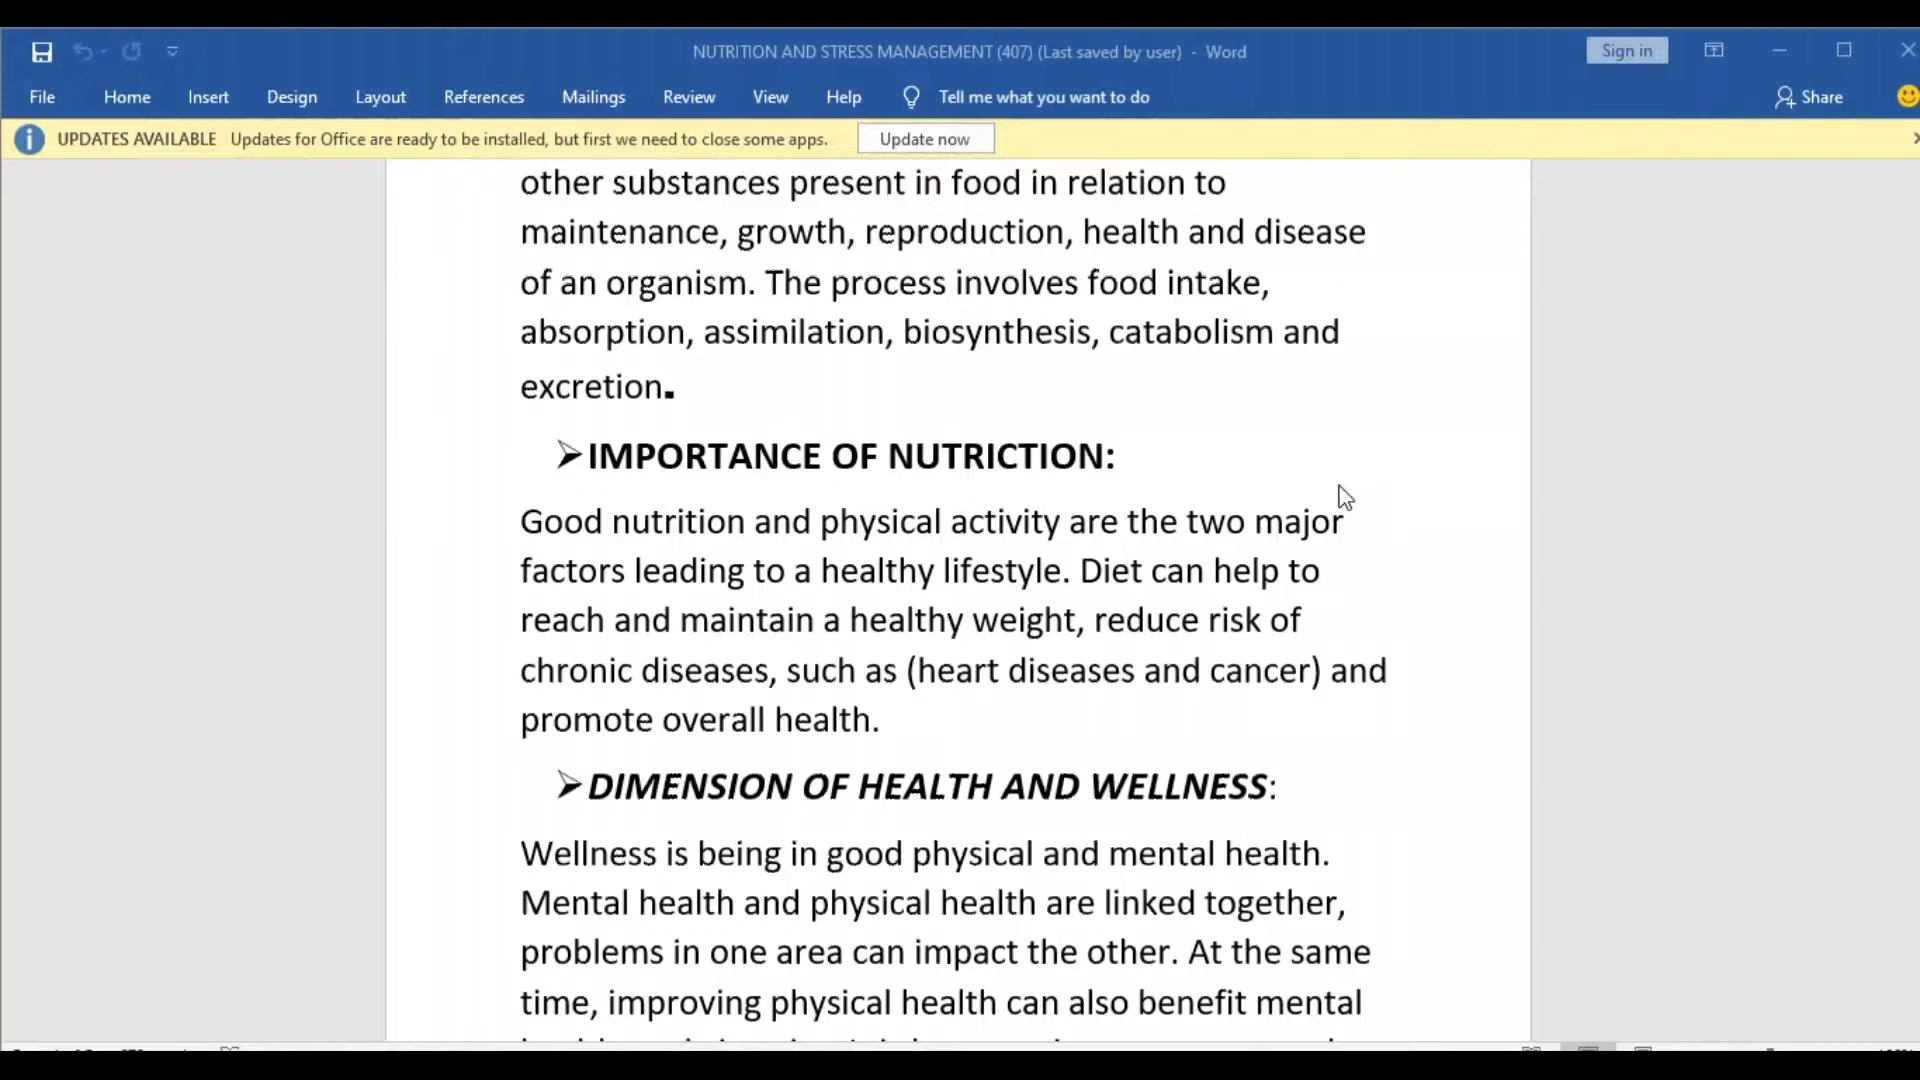 NUTRITION AND STRESS MANAGEMENT (407) (Last saved by user) - Word
Sign in
File Home Insert Design Layout References Mailings Review View Help Tell me what you want to do Share
UPDATES AVAILABLE Updates for Office are ready to be installed, but first we need to close some apps. Update now
other substances present in food in relation to
maintenance, growth, reproduction, health and disease
of an organism. The process involves food intake,
absorption, assimilation, biosynthesis, catabolism and
excretion.
IMPORTANCE OF NUTRICTION:
Good nutrition and physical activity are the two major
factors leading to a healthy lifestyle. Diet can help to
reach and maintain a healthy weight, reduce risk of
chronic diseases, such as (heart diseases and cancer) and
promote overall health.
DIMENSION OF HEALTH AND WELLNESS:
Wellness is being in good physical and mental health.
Mental health and physical health are linked together,
problems in one area can impact the other. At the same
time, improving physical health can also benefit mental